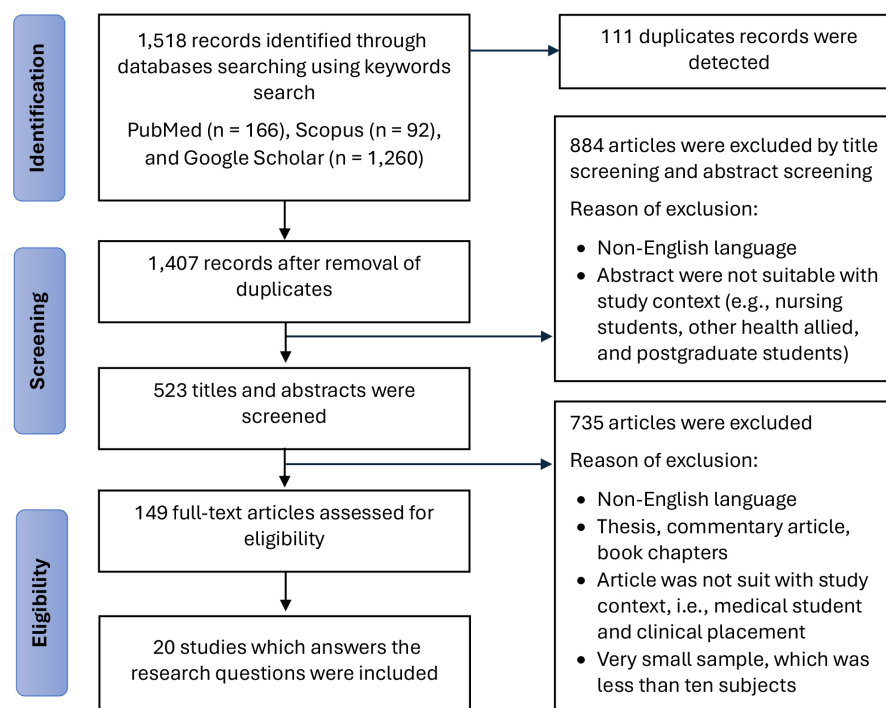 Identification
1,518 records identified through
databases searching using keywords
search
PubMed (n = 166), Scopus (n = 92),
and Google Scholar (n = 1,260)
111 duplicates records were
detected
884 articles were excluded by title
screening and abstract screening
Reason of exclusion:
• Non-English language
• Abstract were not suitable with
study context (e.g., nursing
students, other health allied,
and postgraduate students)
Screening
1,407 records after removal of
duplicates
523 titles and abstracts were
screened
735 articles were excluded
Reason of exclusion:
• Non-English language
• Thesis, commentary article,
book chapters
• Article was not suit with study
context, i.e., medical student
and clinical placement
• Very small sample, which was
less than ten subjects
Eligibility
149 full-text articles assessed for
eligibility
20 studies which answers the
research questions were included